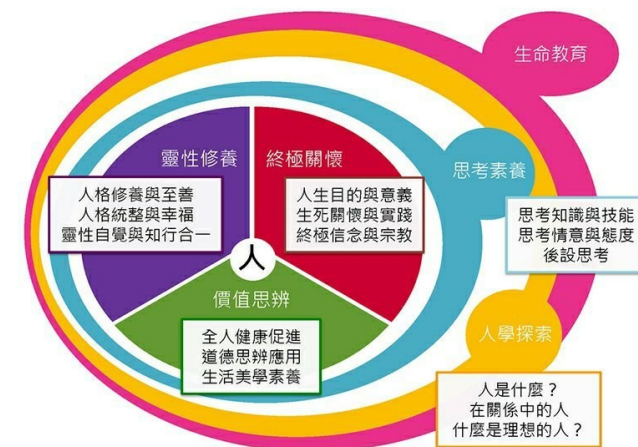 生命教育
靈性修養
人格修養與至善
人格統整與幸福
靈性自覺與知行合一
終極關懷
人生目的與意義
生死關懷與實踐
終極信念與宗教
人
價值思辨
全人健康促進
道德思辨應用
生活美學素養
思考素養
思考知識與技能
思考情意與態度
後設思考
人學探索
人是什麼？
在關係中的人
什麼是理想的人？